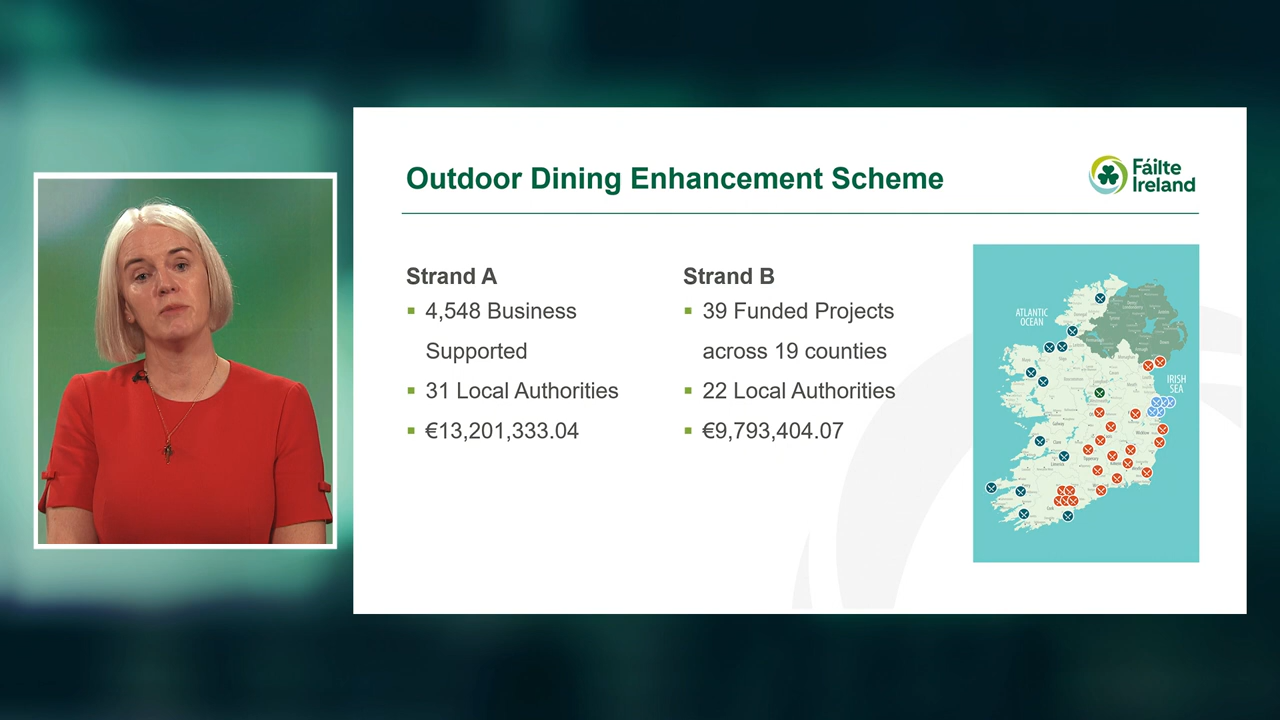 Outdoor Dining Enhancement Scheme
Fáilte
Ireland
Strand A
4,548 Business
Supported
31 Local Authorities
€13,201,333.04
Strand B
39 Funded Projects
across 19 counties
22 Local Authorities
€9,793,404.07
ATLANTIC
OCEAN
IRISH
SEA